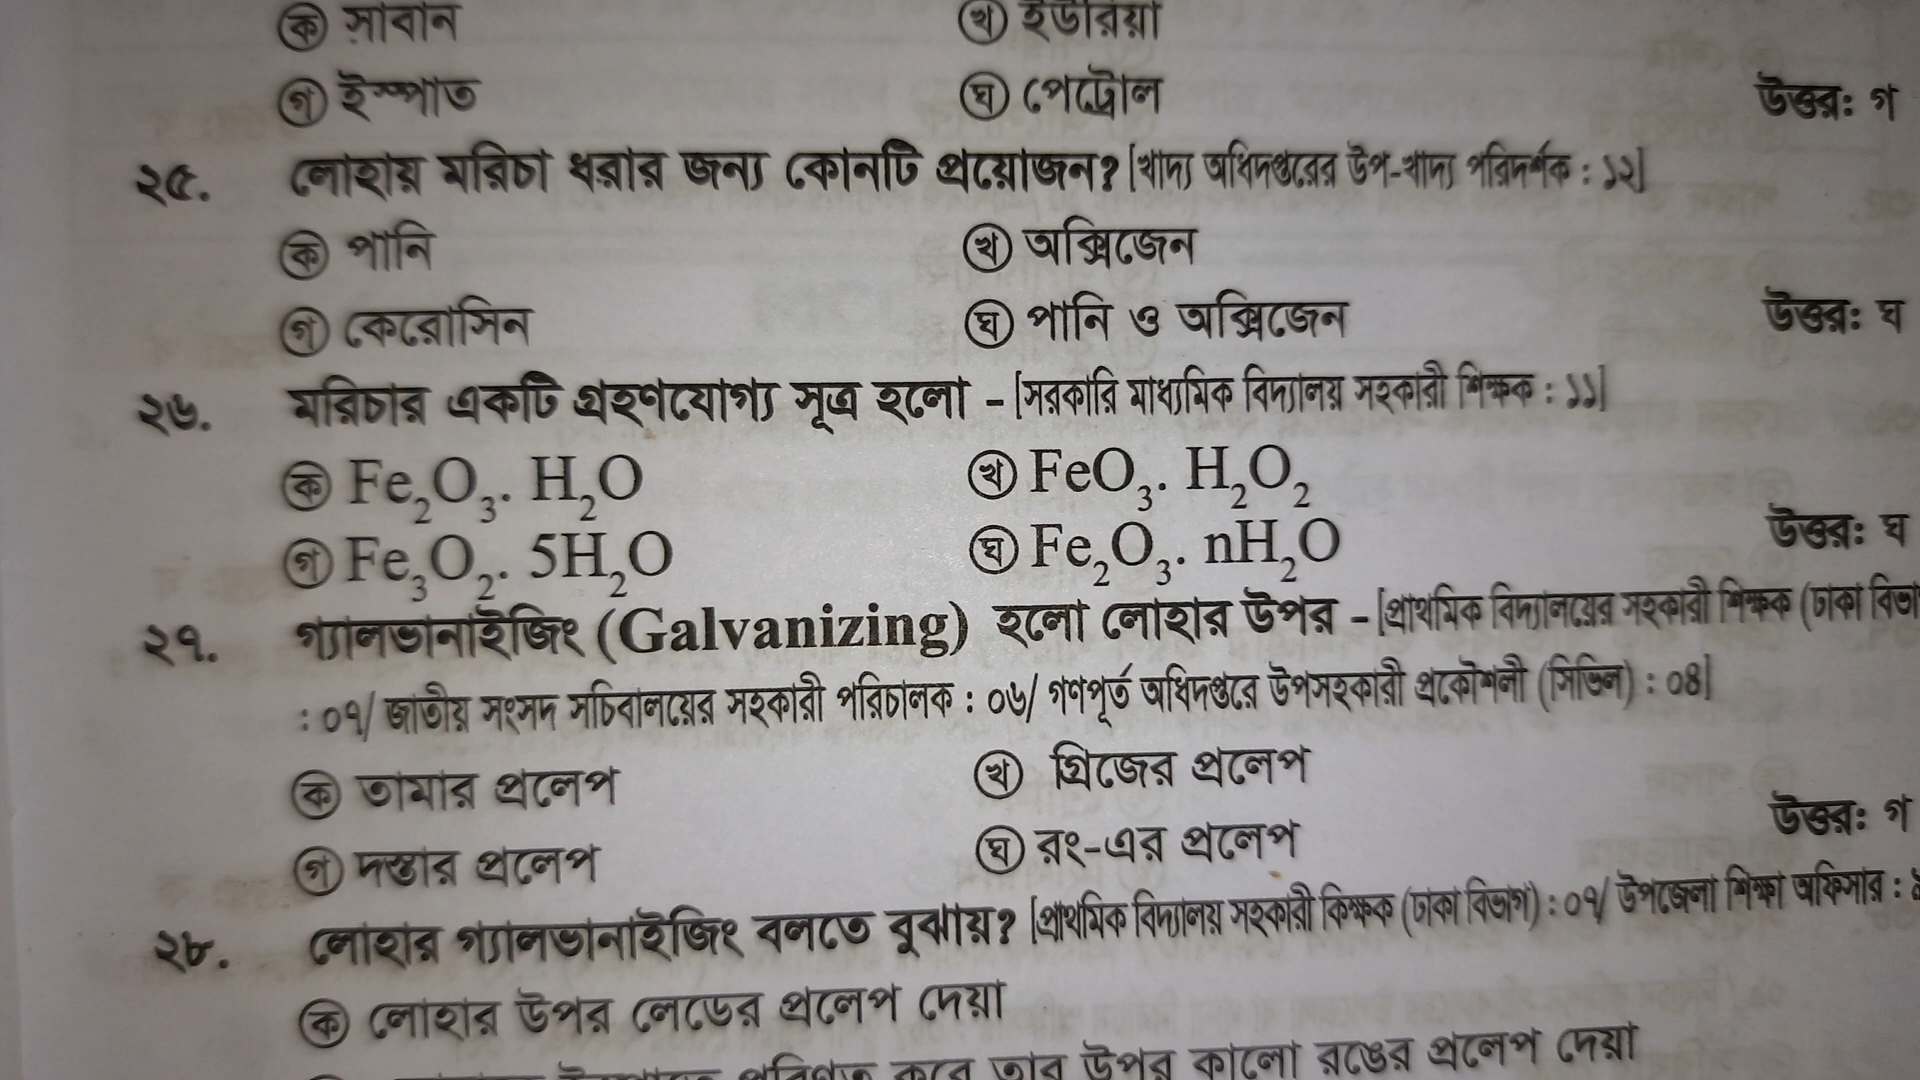 ক সাবান খ ইউরিয়া
গ ইস্পাত ঘ পেট্রোল উত্তর: গ
২৫. লোহায় মরিচা ধরার জন্য কোনটি প্রয়োজন? [খাদ্য অধিদপ্তরের উপ-খাদ্য পরিদর্শক : ১২]
ক পানি খ অক্সিজেন
গ কেরোসিন ঘ পানি ও অক্সিজেন উত্তর: ঘ
২৬. মরিচার একটি গ্রহণযোগ্য সূত্র হলো - [সরকারি মাধ্যমিক বিদ্যালয় সহকারী শিক্ষক : ১১]
ক Fe₂O₃. H₂O খ FeO₃. H₂O₂
গ Fe₃O₂. 5H₂O ঘ Fe₂O₃. nH₂O উত্তর: ঘ
২৭. গ্যালভানাইজিং (Galvanizing) হলো লোহার উপর - [প্রাথমিক বিদ্যালয়ের সহকারী শিক্ষক (ঢাকা বিভা
: ০৭/ জাতীয় সংসদ সচিবালয়ের সহকারী পরিচালক : ০৬/ গণপূর্ত অধিদপ্তরে উপসহকারী প্রকৌশলী (সিভিল) : ০৪]
ক তামার প্রলেপ খ গ্রিজের প্রলেপ
গ দস্তার প্রলেপ ঘ রং-এর প্রলেপ উত্তর: গ
২৮. লোহার গ্যালভানাইজিং বলতে বুঝায়? [প্রাথমিক বিদ্যালয় সহকারী কিক্ষক (ঢাকা বিভাগ) : ০৭/ উপজেলা শিক্ষা অফিসার :
ক লোহার উপর লেডের প্রলেপ দেয়া
পরিণত করে তার উপর কালো রঙের প্রলেপ দেয়া